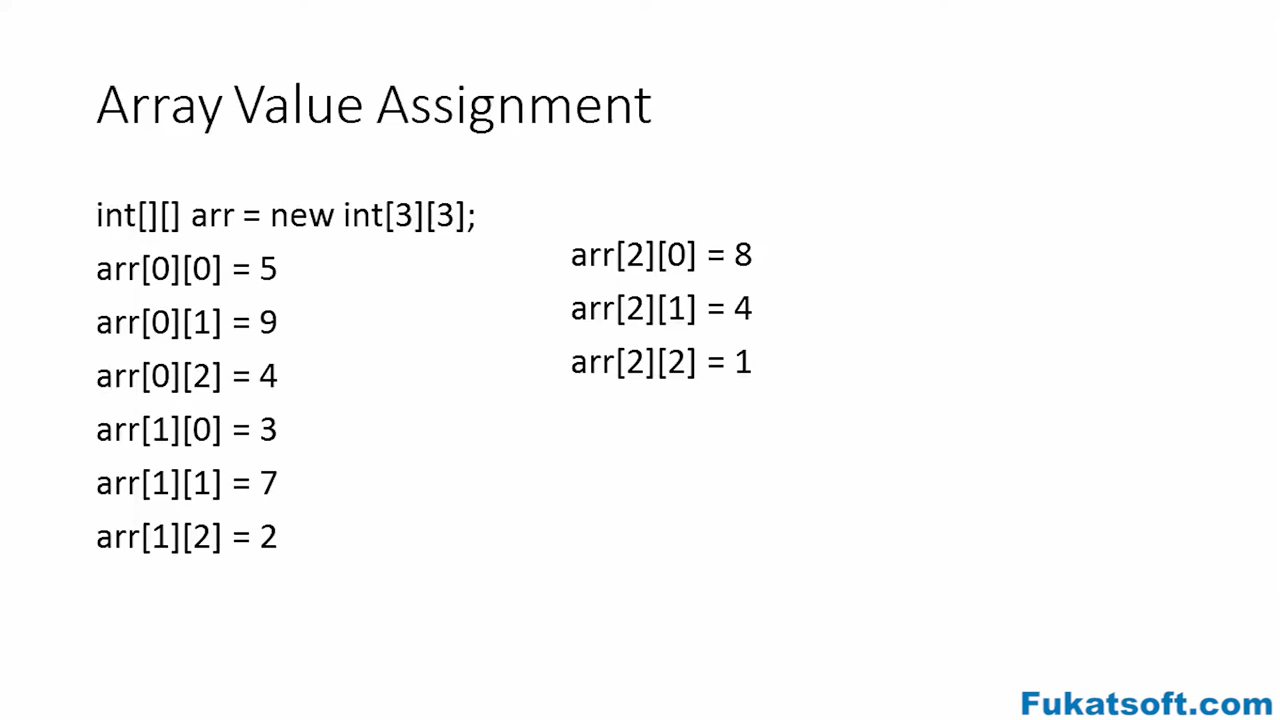 Array Value Assignment
int[][] arr = new int[3][3];
arr[0][0] = 5
arr[0][1] = 9
arr[0][2] = 4
arr[1][0] = 3
arr[1][1] = 7
arr[1][2] = 2
arr[2][0] = 8
arr[2][1] = 4
arr[2][2] = 1
Fukatsoft.com